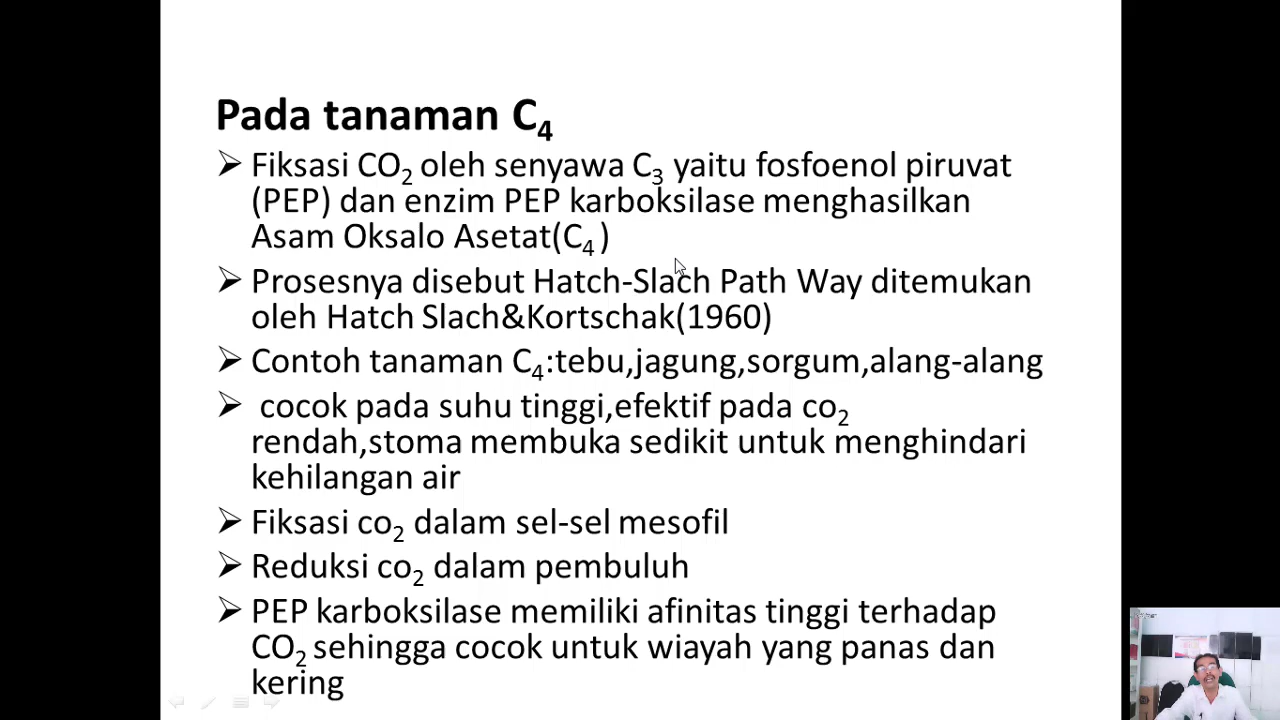 Pada tanaman C₄
➢ Fiksasi CO₂ oleh senyawa C₃ yaitu fosfoenol piruvat
(PEP) dan enzim PEP karboksilase menghasilkan
Asam Oksalo Asetat(C₄ )
➢ Prosesnya disebut Hatch-Slach Path Way ditemukan
oleh Hatch Slach&Kortschak(1960)
➢ Contoh tanaman C₄:tebu,jagung,sorgum,alang-alang
➢ cocok pada suhu tinggi,efektif pada co₂
rendah,stoma membuka sedikit untuk menghindari
kehilangan air
➢ Fiksasi co₂ dalam sel-sel mesofil
➢ Reduksi co₂ dalam pembuluh
➢ PEP karboksilase memiliki afinitas tinggi terhadap
CO₂ sehingga cocok untuk wiayah yang panas dan
kering